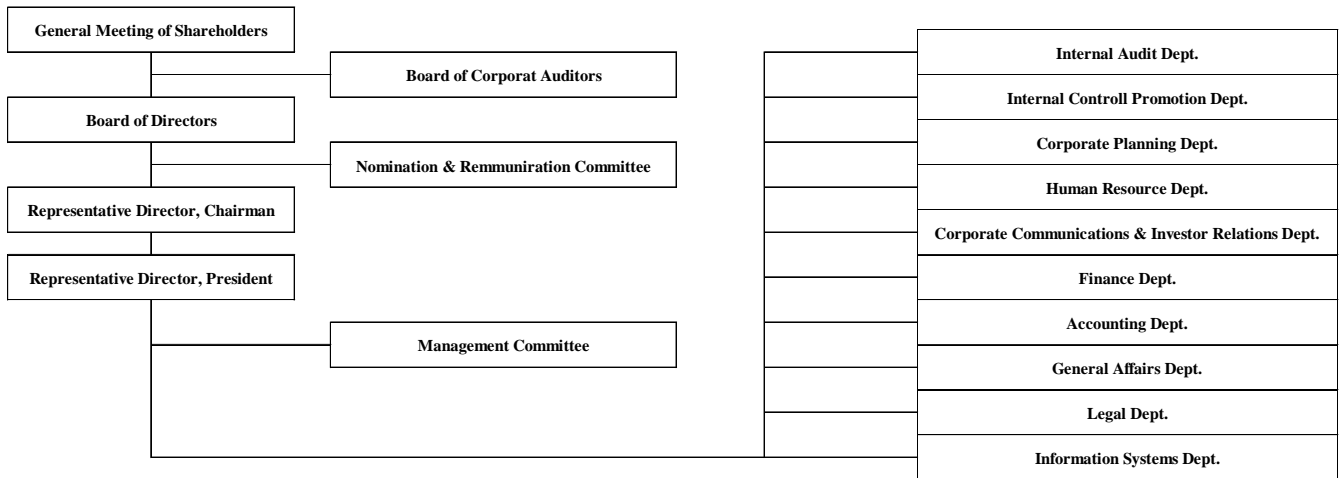 General Meeting of Shareholders
Board of Corporat Auditors
Board of Directors
Nomination & Remmuniration Committee
Representative Director, Chairman
Representative Director, President
Management Committee
Internal Audit Dept.
Internal Controll Promotion Dept.
Corporate Planning Dept.
Human Resource Dept.
Corporate Communications & Investor Relations Dept.
Finance Dept.
Accounting Dept.
General Affairs Dept.
Legal Dept.
Information Systems Dept.